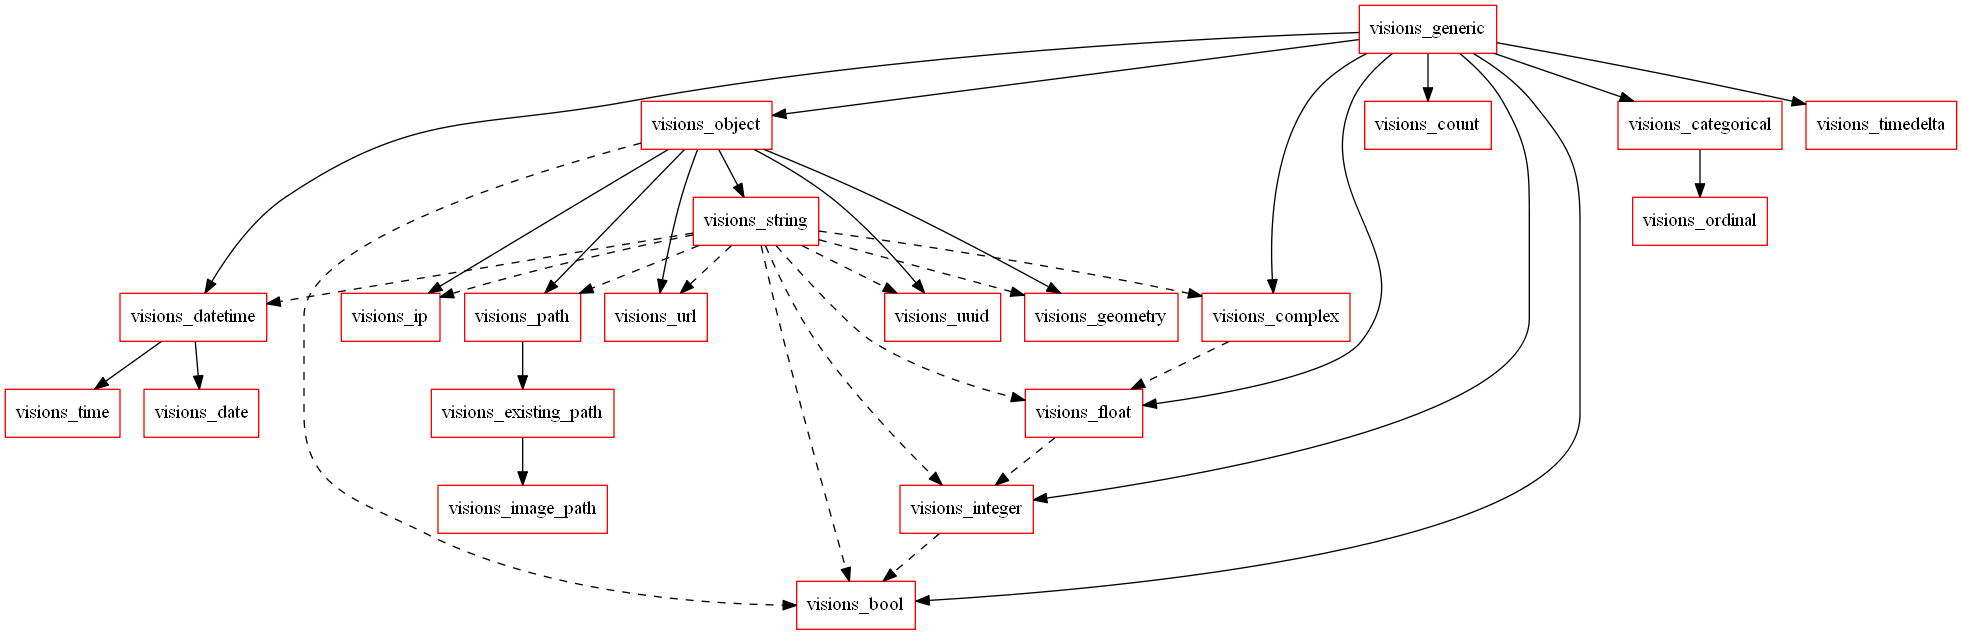 visions_generic
visions_object
visions_count
visions_categorical
visions_timedelta
visions_string
visions_ordinal
visions_datetime
visions_ip
visions_path
visions_url
visions_uuid
visions_geometry
visions_complex
visions_time
visions_date
visions_existing_path
visions_float
visions_image_path
visions_integer
visions_bool